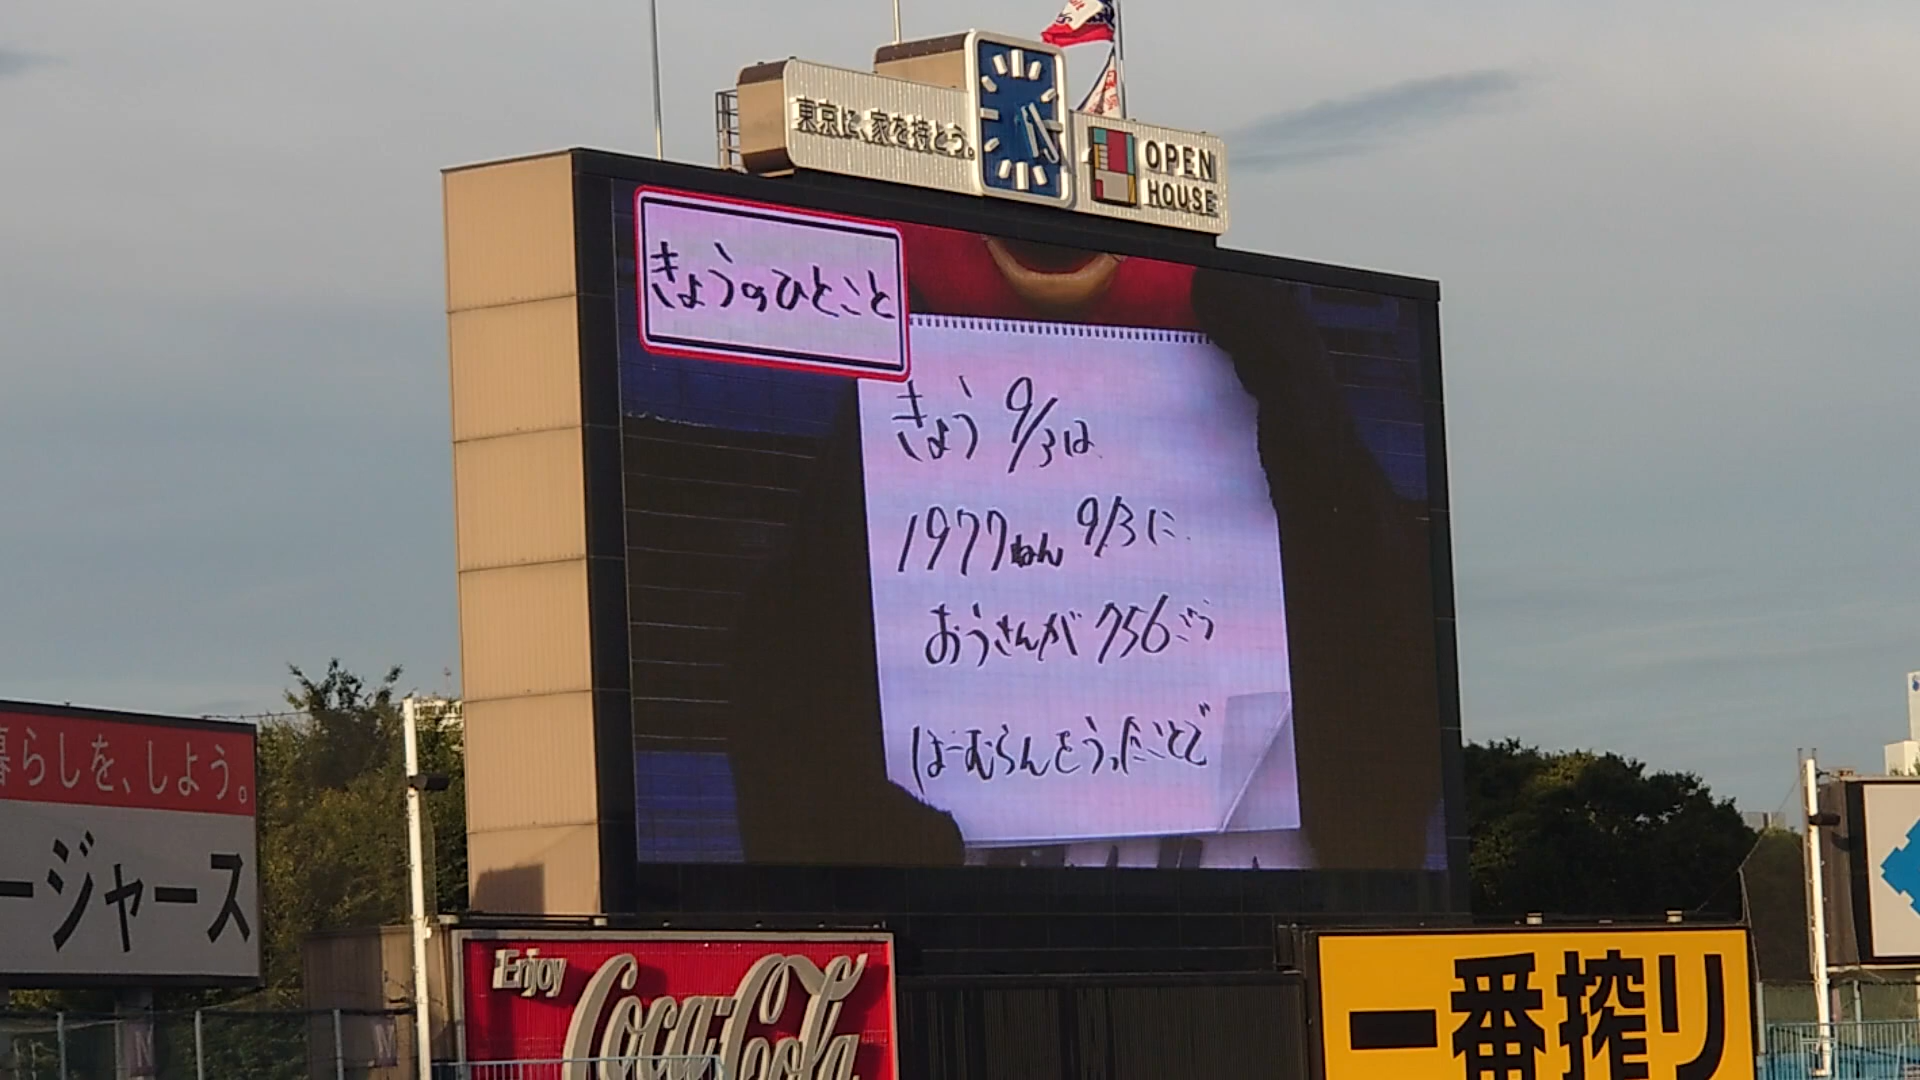 東京に、家を持とう。
OPEN
HOUSE
きょうのひとこと
きょう 9/3は
1977ねん 9/3に
おうさんが 756ごう
ほーむらんをうったことで
暮らしを、しよう。
ージャース
Enjoy
Coca-Cola
一番搾り